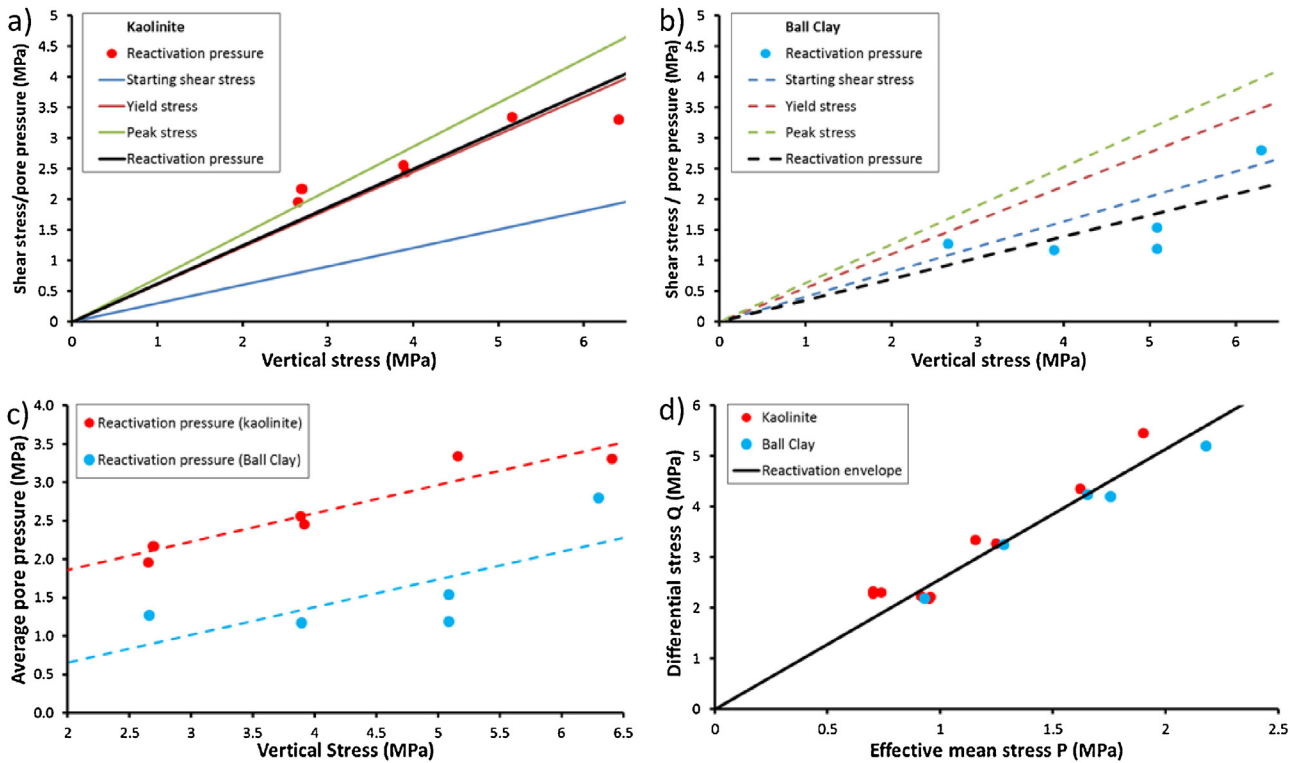 a)
Kaolinite
Reactivation pressure
Starting shear stress
Yield stress
Peak stress
Reactivation pressure
Shear stress/pore pressure (MPa)
5
4.5
4
3.5
3
2.5
2
1.5
1
0.5
0
0 1 2 3 4 5 6
Vertical stress (MPa)
b)
Ball Clay
Reactivation pressure
Starting shear stress
Yield stress
Peak stress
Reactivation pressure
Shear stress / pore pressure (MPa)
5
4.5
4
3.5
3
2.5
2
1.5
1
0.5
0
0 1 2 3 4 5 6
Vertical stress (MPa)
c)
Reactivation pressure (kaolinite)
Reactivation pressure (Ball Clay)
Average pore pressure (MPa)
4.0
3.5
3.0
2.5
2.0
1.5
1.0
0.5
0.0
2 2.5 3 3.5 4 4.5 5 5.5 6 6.5
Vertical Stress (MPa)
d)
Kaolinite
Ball Clay
Reactivation envelope
Differential stress Q (MPa)
6
5
4
3
2
1
0
0 0.5 1 1.5 2 2.5
Effective mean stress P (MPa)